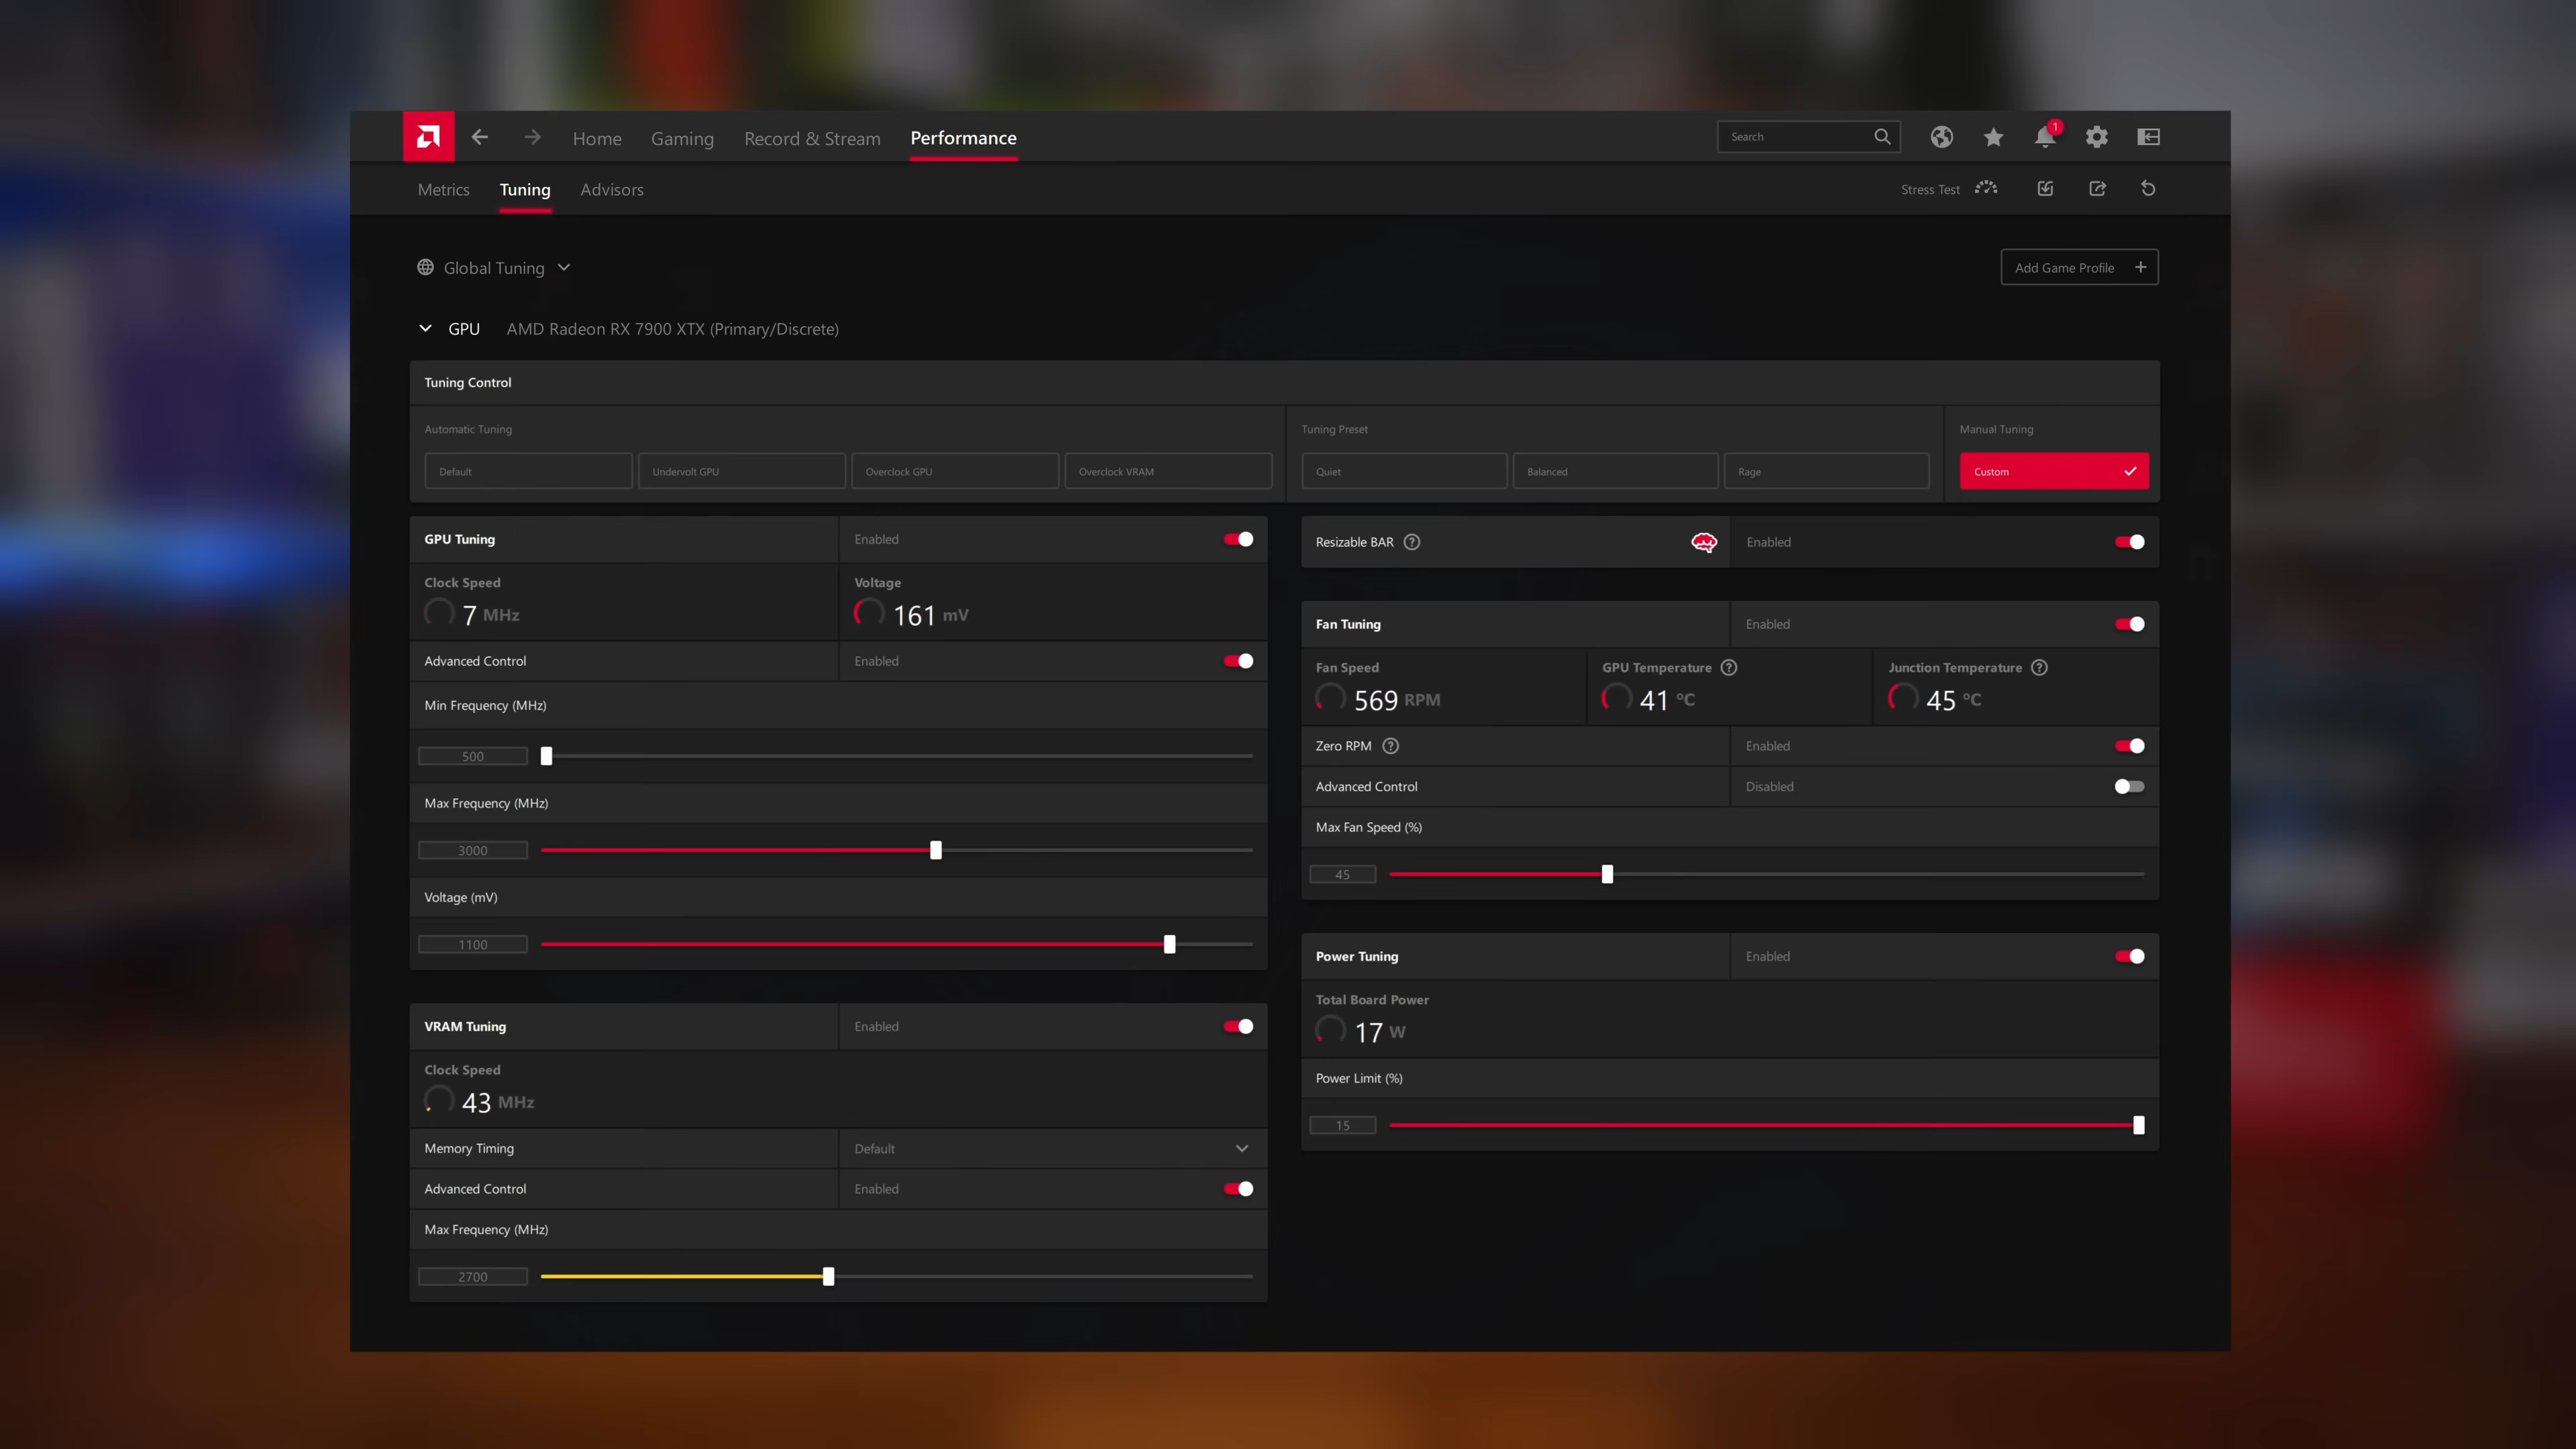 Home Gaming Record & Stream Performance Search 1
Metrics Tuning Advisors Stress Test
Global Tuning Add Game Profile
GPU AMD Radeon RX 7900 XTX (Primary/Discrete)
Tuning Control
Automatic Tuning Tuning Preset Manual Tuning
Default Undervolt GPU Overclock GPU Overclock VRAM Quiet Balanced Rage Custom
GPU Tuning Enabled
Clock Speed Voltage
7 MHz 161 mV
Advanced Control Enabled
Min Frequency (MHz)
500
Max Frequency (MHz)
3000
Voltage (mV)
1100
VRAM Tuning Enabled
Clock Speed
43 MHz
Memory Timing Default
Advanced Control Enabled
Max Frequency (MHz)
2700
Resizable BAR Enabled
Fan Tuning Enabled
Fan Speed GPU Temperature Junction Temperature
569 RPM 41 °C 45 °C
Zero RPM Enabled
Advanced Control Disabled
Max Fan Speed (%)
45
Power Tuning Enabled
Total Board Power
17 W
Power Limit (%)
15